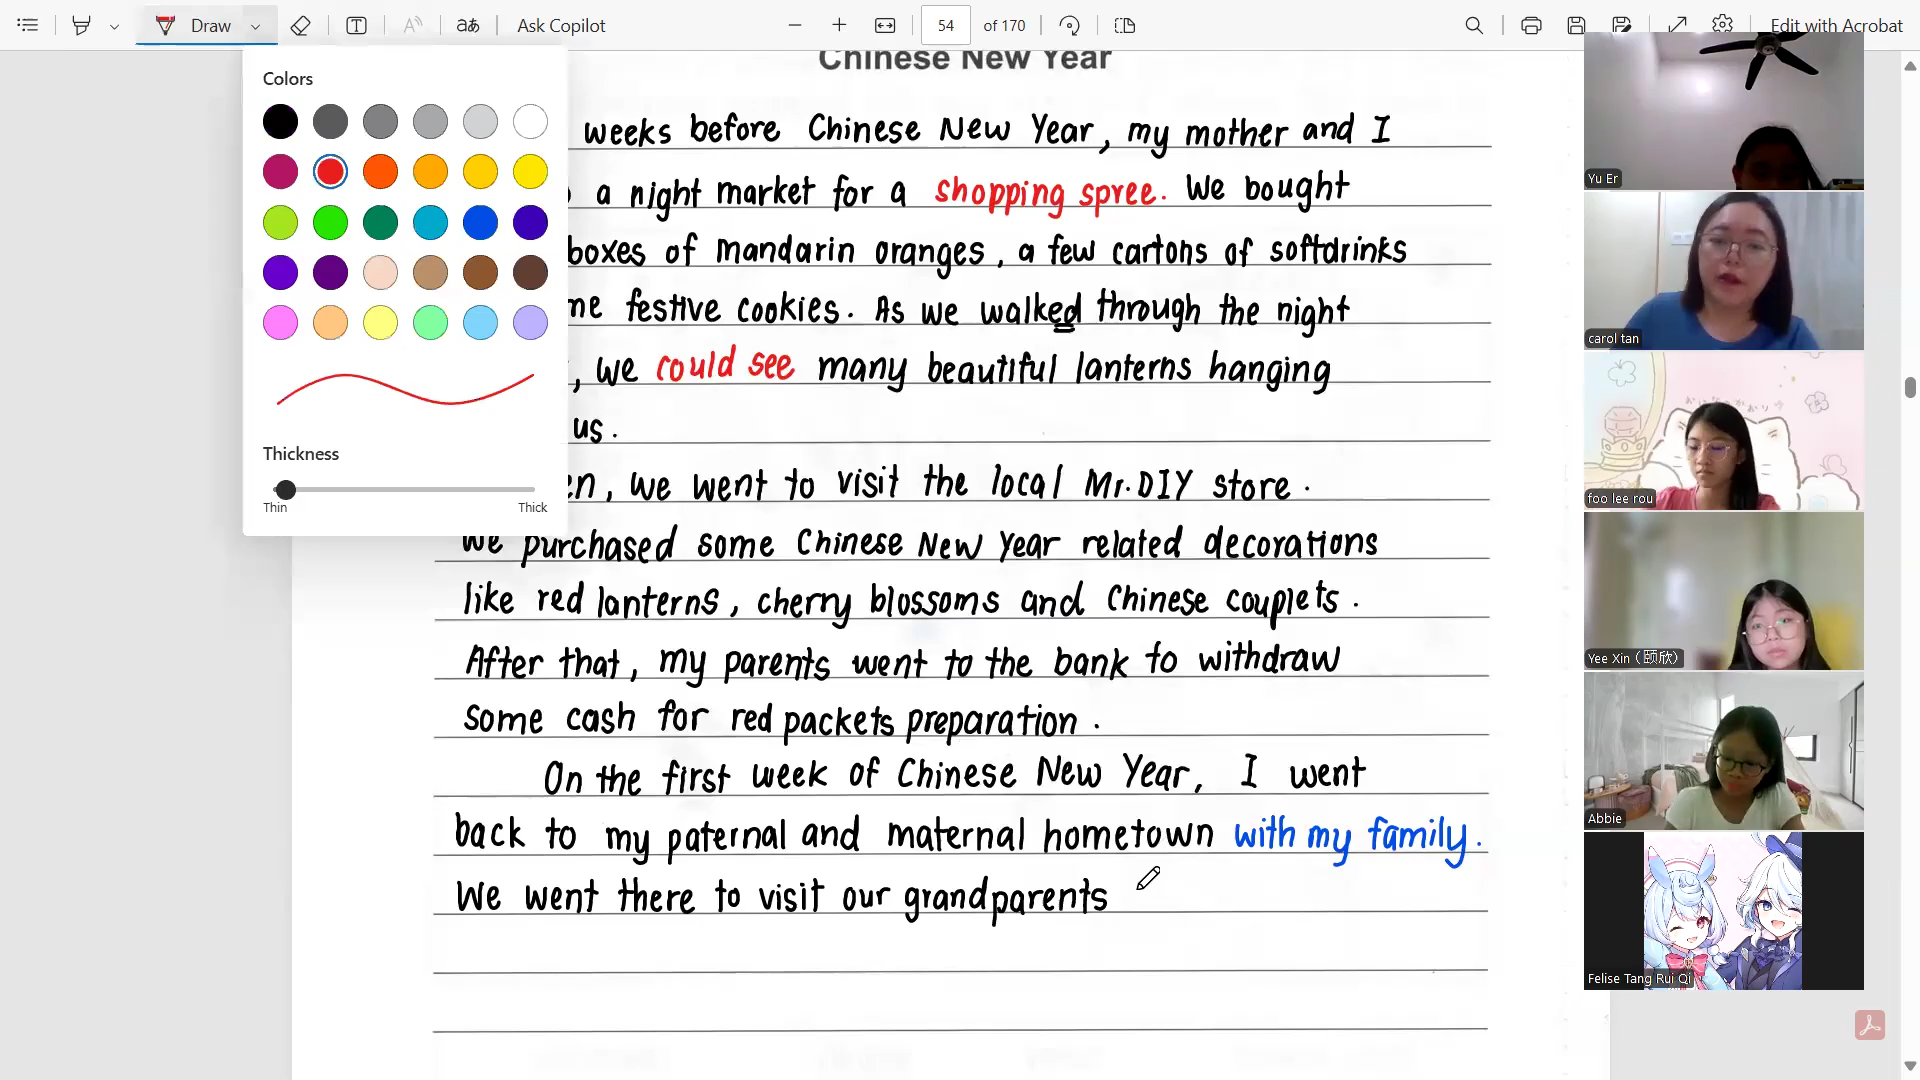 Draw
Ask Copilot
54 of 170
Edit with Acrobat
Colors
Thickness
Thin Thick
Chinese New Year
weeks before Chinese New Year, my mother and I
a night market for a shopping spree. We bought
boxes of mandarin oranges, a few cartons of softdrinks
me festive cookies. As we walked through the night
, we could see many beautiful lanterns hanging
us.
en, we went to visit the local Mr.DIY store.
We purchased some Chinese New Year related decorations
like red lanterns, cherry blossoms and Chinese couplets.
After that, my parents went to the bank to withdraw
some cash for red packets preparation.
On the first week of Chinese New Year, I went
back to my paternal and maternal hometown with my family.
We went there to visit our grandparents
Yu Er
carol tan
foo lee rou
Yee Xin (颐欣)
Abbie
Felise Tang Rui Qi